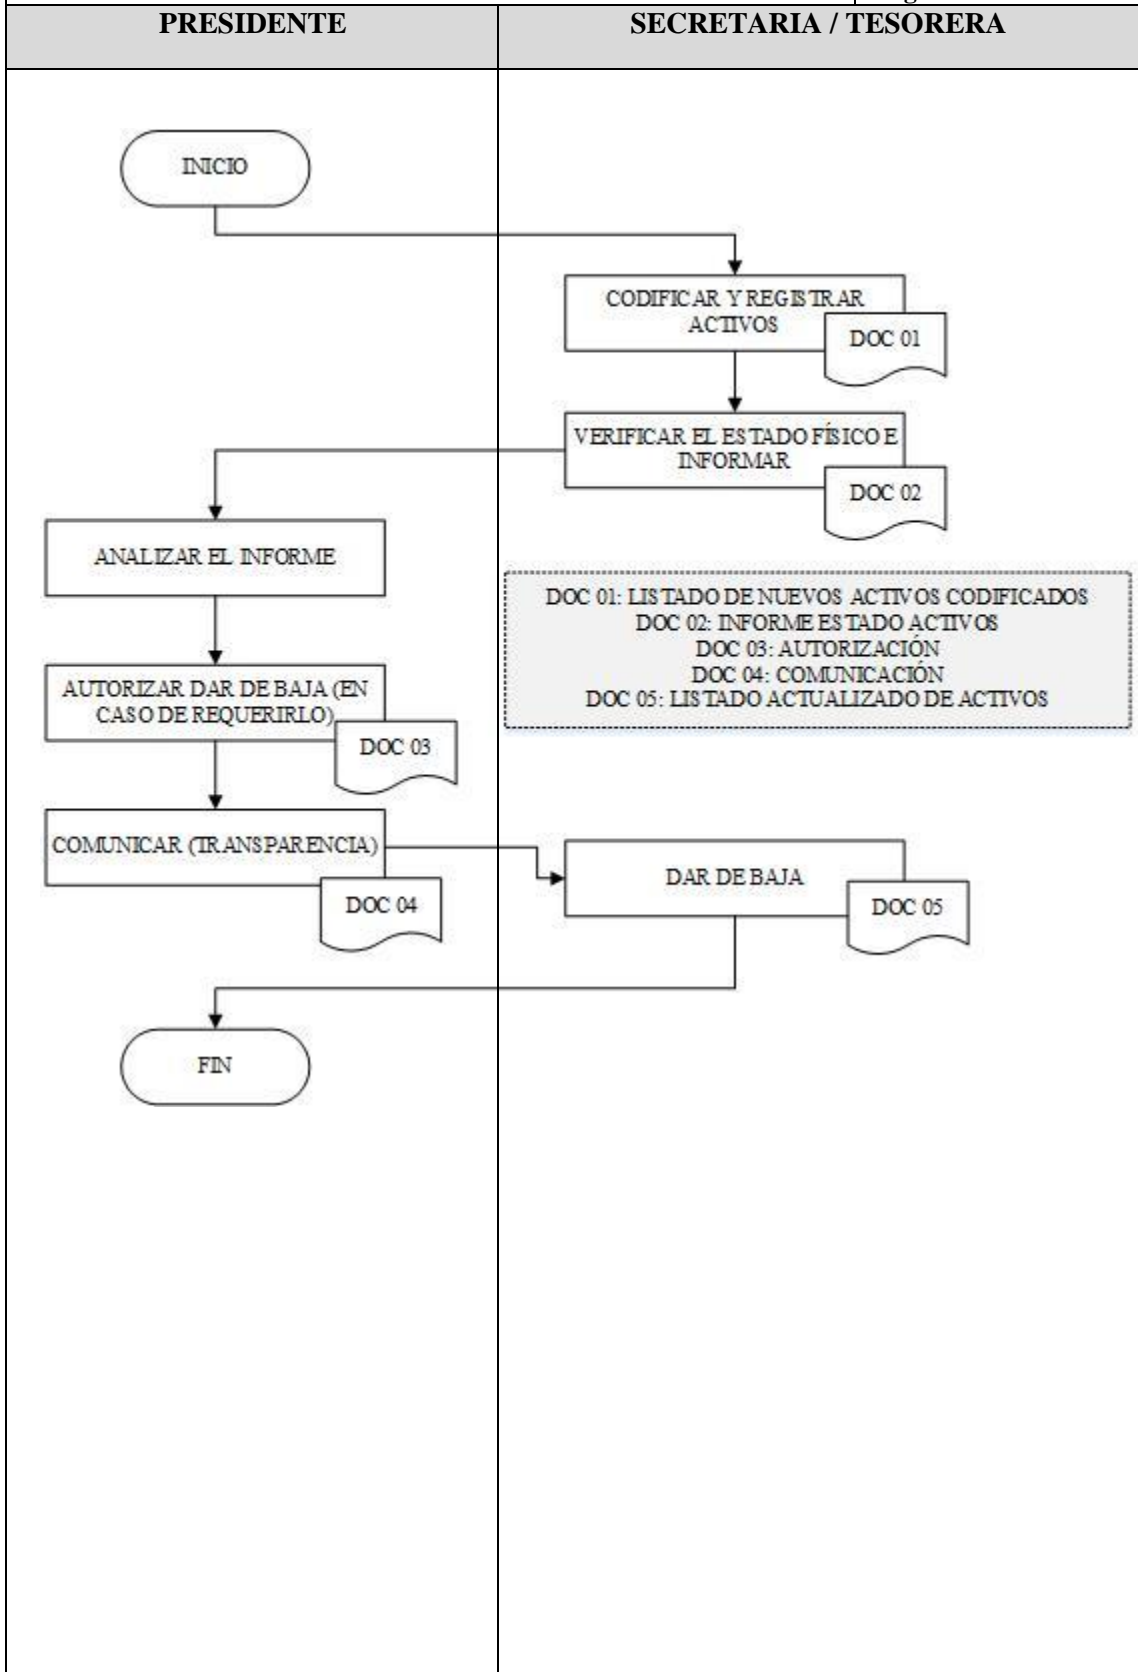 PRESIDENTE
SECRETARIA / TESORERA
INICIO
CODIFICAR Y REGISTRAR
ACTIVOS
DOC 01
VERIFICAR EL ESTADO FÍSICO E
INFORMAR
DOC 02
ANALIZAR EL INFORME
DOC 01: LISTADO DE NUEVOS ACTIVOS CODIFICADOS
DOC 02: INFORME ESTADO ACTIVOS
DOC 03: AUTORIZACIÓN
DOC 04: COMUNICACIÓN
DOC 05: LISTADO ACTUALIZADO DE ACTIVOS
AUTORIZAR DAR DE BAJA (EN
CASO DE REQUERIRLO)
DOC 03
COMUNICAR (TRANSPARENCIA)
DOC 04
DAR DE BAJA
DOC 05
FIN